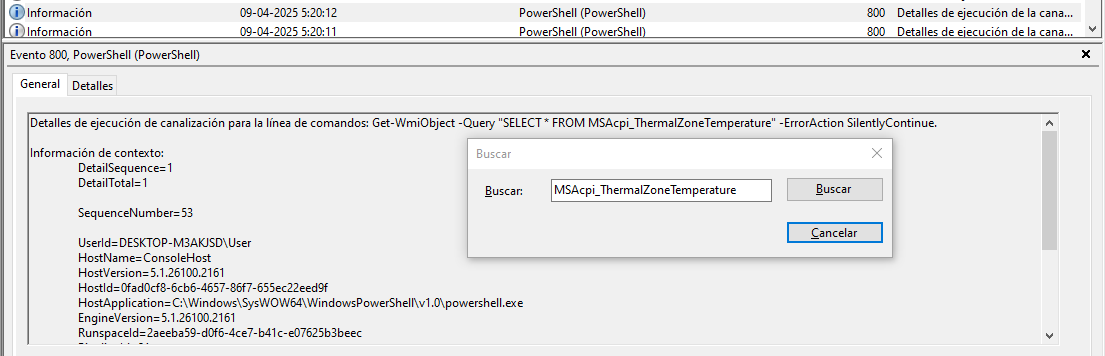 Información 09-04-2025 5:20:12 PowerShell (PowerShell) 800 Detalles de ejecución de la cana...
Información 09-04-2025 5:20:11 PowerShell (PowerShell) 800 Detalles de ejecución de la cana...
Evento 800, PowerShell (PowerShell)
General Detalles
Detalles de ejecución de canalización para la línea de comandos: Get-WmiObject -Query "SELECT * FROM MSAcpi_ThermalZoneTemperature" -ErrorAction SilentlyContinue.
Información de contexto:
DetailSequence=1
DetailTotal=1
SequenceNumber=53
UserId=DESKTOP-M3AKJSD\User
HostName=ConsoleHost
HostVersion=5.1.26100.2161
HostId=0fad0cf8-6cb6-4657-86f7-655ec22eed9f
HostApplication=C:\Windows\SysWOW64\WindowsPowerShell\v1.0\powershell.exe
EngineVersion=5.1.26100.2161
RunspaceId=2aeeba59-d0f6-4ce7-b41c-e07625b3beec
Buscar
Buscar: MSAcpi_ThermalZoneTemperature Buscar
Cancelar